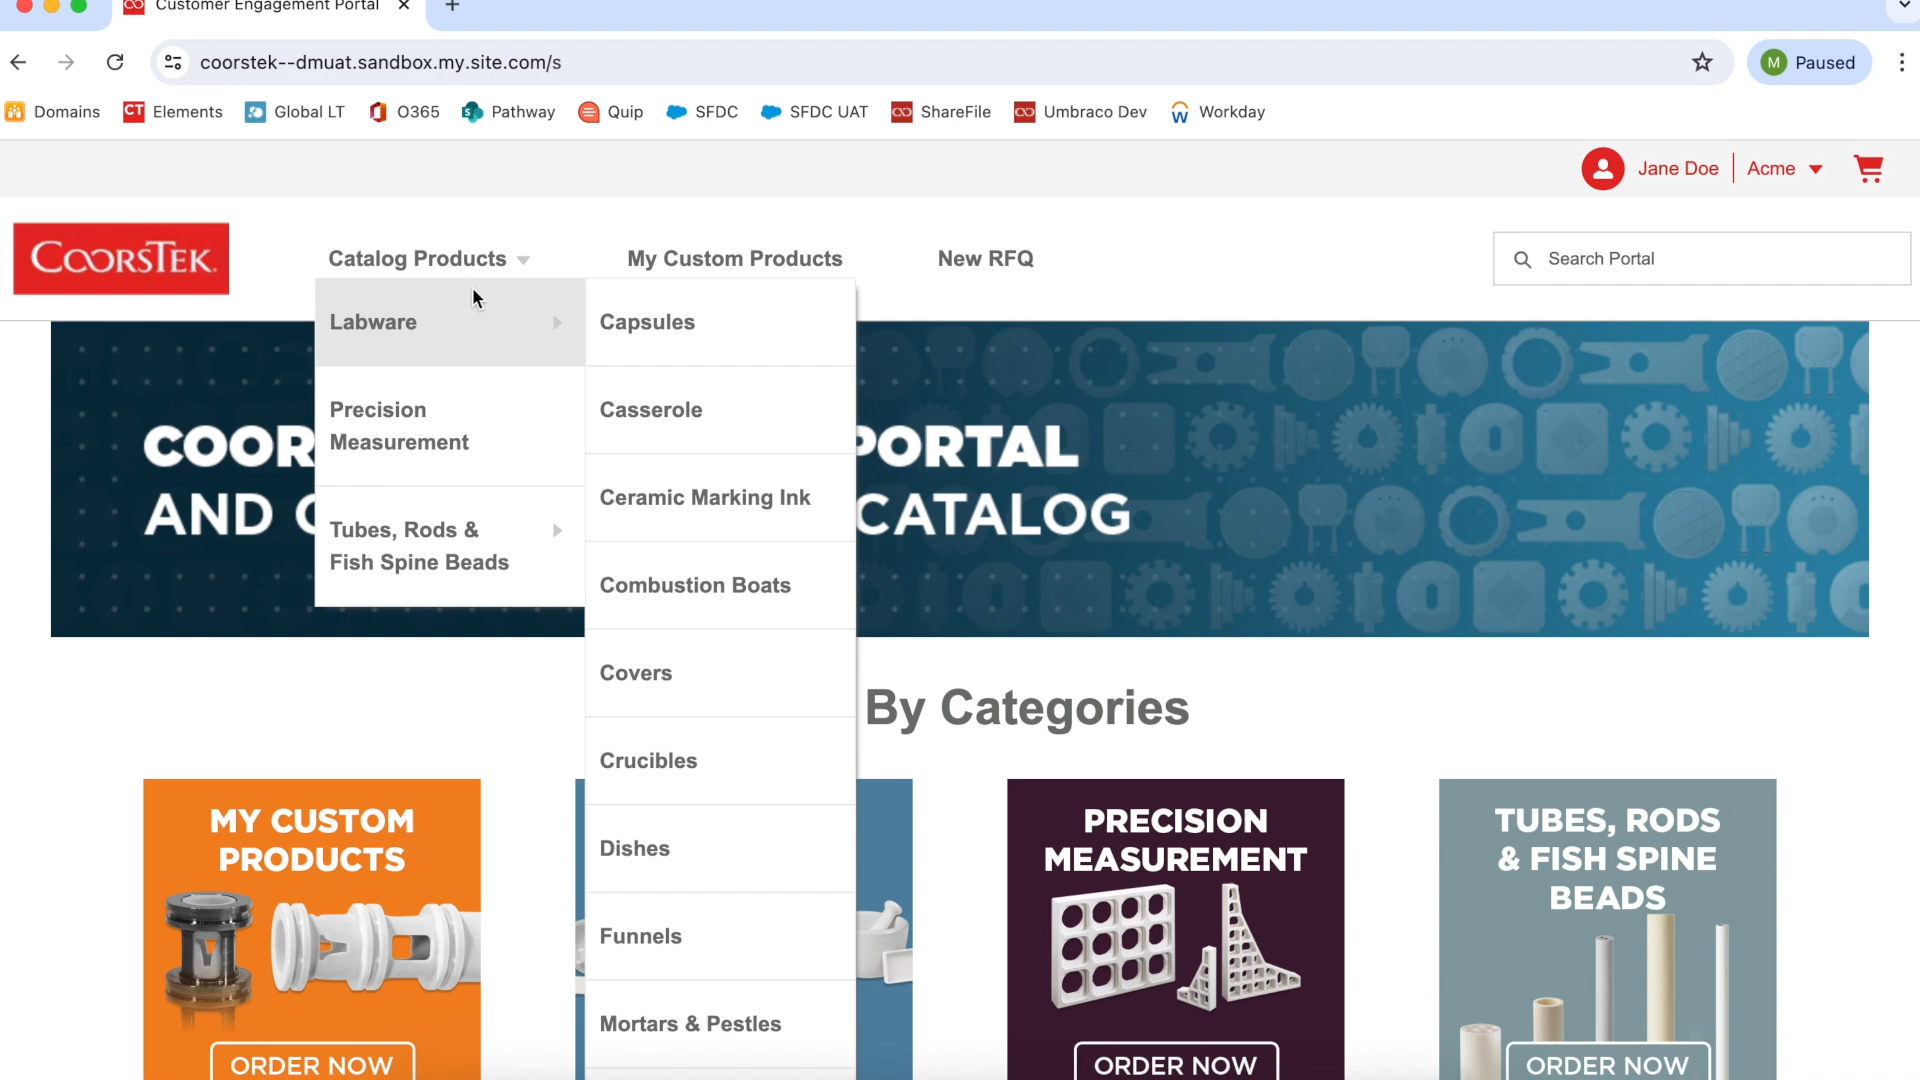 Customer Engagement Portal
coorstek--dmuat.sandbox.my.site.com/s
M Paused
Domains
CT Elements
Global LT
O365
Pathway
Quip
SFDC
SFDC UAT
ShareFile
Umbraco Dev
Workday
Jane Doe
Acme
COORSTEK.
Catalog Products
My Custom Products
New RFQ
Search Portal
Labware
Precision
Measurement
Tubes, Rods &
Fish Spine Beads
Capsules
Casserole
Ceramic Marking Ink
Combustion Boats
Covers
Crucibles
Dishes
Funnels
Mortars & Pestles
CATALOG
By Categories
MY CUSTOM
PRODUCTS
ORDER NOW
PRECISION
MEASUREMENT
ORDER NOW
TUBES, RODS
& FISH SPINE
BEADS
ORDER NOW